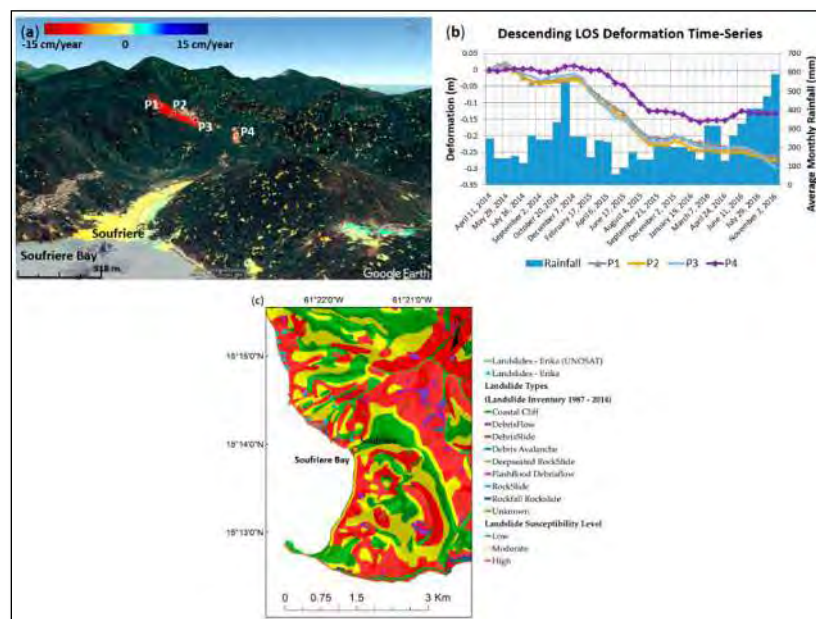 (a)
-15 cm/year 0 15 cm/year
P1 P2
P3
P4
Soufriere
Soufriere Bay
318 m
Google Earth
(b)
Descending LOS Deformation Time-Series
Deformation (m)
0.05
0
-0.05
-0.1
-0.15
-0.2
-0.25
-0.3
-0.35
Average Monthly Rainfall (mm)
700
600
500
400
300
200
100
0
April 11, 2014
May 29, 2014
July 16, 2014
September 2, 2014
October 20, 2014
December 7, 2014
February 17, 2015
April 6, 2015
June 17, 2015
August 4, 2015
September 21, 2015
December 2, 2015
January 19, 2016
March 7, 2016
April 24, 2016
June 11, 2016
July 29, 2016
November 2, 2016
Rainfall P1 P2 P3 P4
(c)
61°22'0"W 61°21'0"W
15°15'0"N
15°14'0"N
15°13'0"N
Soufriere Bay
0 0.75 1.5 3 Km
Landslides - Erika (UNOSAT)
Landslides - Erika
Landslide Types
(Landslide Inventory 1987 - 2016)
Coastal Cliff
DebrisFlow
DebrisSlide
Debris Avalanche
Deepseated RockSlide
Flashflood Debrisflow
RockSlide
Rockfall Rockslide
Unknown
Landslide Susceptibility Level
Low
Moderate
High